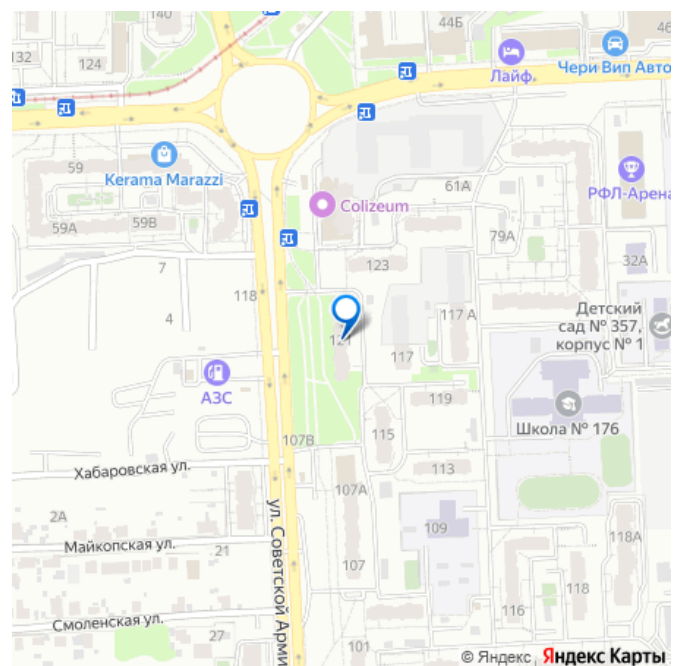 132
140
124
44Б
46
Лайф
Чери Вип Авто
59
Kerama Marazzi
61А
РФЛ-Арена
Colizeum
59А
59В
79А
32А
7
123
118
4
117 А
Детский
сад № 357,
корпус № 1
121
117
АЗС
119
Школа № 176
107В
115
Хабаровская ул.
113
107А
2А
109
118А
Майкопская ул.
21
ул. Советской Арми
107
118
116
Смоленская ул.
27
© Яндекс
Яндекс Карты